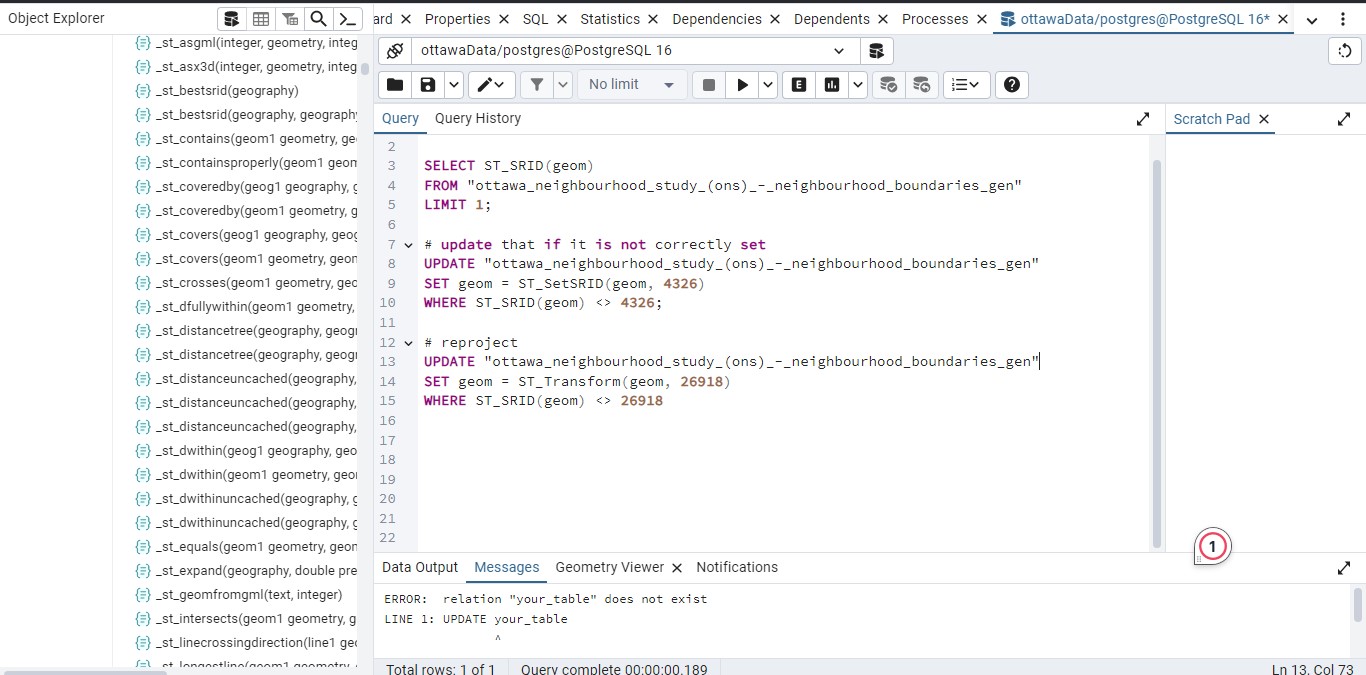 Object Explorer
ard
Properties
SQL
Statistics
Dependencies
Dependents
Processes
ottawaData/postgres@PostgreSQL 16*
ottawaData/postgres@PostgreSQL 16
No limit
E
Query
Query History
Scratch Pad
_st_asgml(integer, geometry, integ
_st_asx3d(integer, geometry, integ
_st_bestsrid(geography)
_st_bestsrid(geography, geography
_st_contains(geom1 geometry, ge
_st_containsproperly(geom1 geom
_st_coveredby(geog1 geography, g
_st_coveredby(geom1 geometry, g
_st_covers(geog1 geography, geog
_st_covers(geom1 geometry, geom
_st_crosses(geom1 geometry, geo
_st_dfullywithin(geom1 geometry,
_st_distancetree(geography, geogr
_st_distancetree(geography, geogr
_st_distanceuncached(geography,
_st_distanceuncached(geography,
_st_distanceuncached(geography,
_st_dwithin(geog1 geography, geo
_st_dwithin(geom1 geometry, geom
_st_dwithinuncached(geography, g
_st_dwithinuncached(geography, g
_st_equals(geom1 geometry, geom
_st_expand(geography, double pre
_st_geomfromgml(text, integer)
_st_intersects(geom1 geometry, g
_st_linecrossingdirection(line1 geo
_st_longestline(geom1 geometry,
2
3 SELECT ST_SRID(geom)
4 FROM "ottawa_neighbourhood_study_(ons)_-_neighbourhood_boundaries_gen"
5 LIMIT 1;
6
7 # update that if it is not correctly set
8 UPDATE "ottawa_neighbourhood_study_(ons)_-_neighbourhood_boundaries_gen"
9 SET geom = ST_SetSRID(geom, 4326)
10 WHERE ST_SRID(geom) <> 4326;
11
12 # reproject
13 UPDATE "ottawa_neighbourhood_study_(ons)_-_neighbourhood_boundaries_gen"
14 SET geom = ST_Transform(geom, 26918)
15 WHERE ST_SRID(geom) <> 26918
16
17
18
19
20
21
22
1
Data Output
Messages
Geometry Viewer
Notifications
ERROR: relation "your_table" does not exist
LINE 1: UPDATE your_table
^
Total rows: 1 of 1
Query complete 00:00:00.189
Ln 13, Col 73